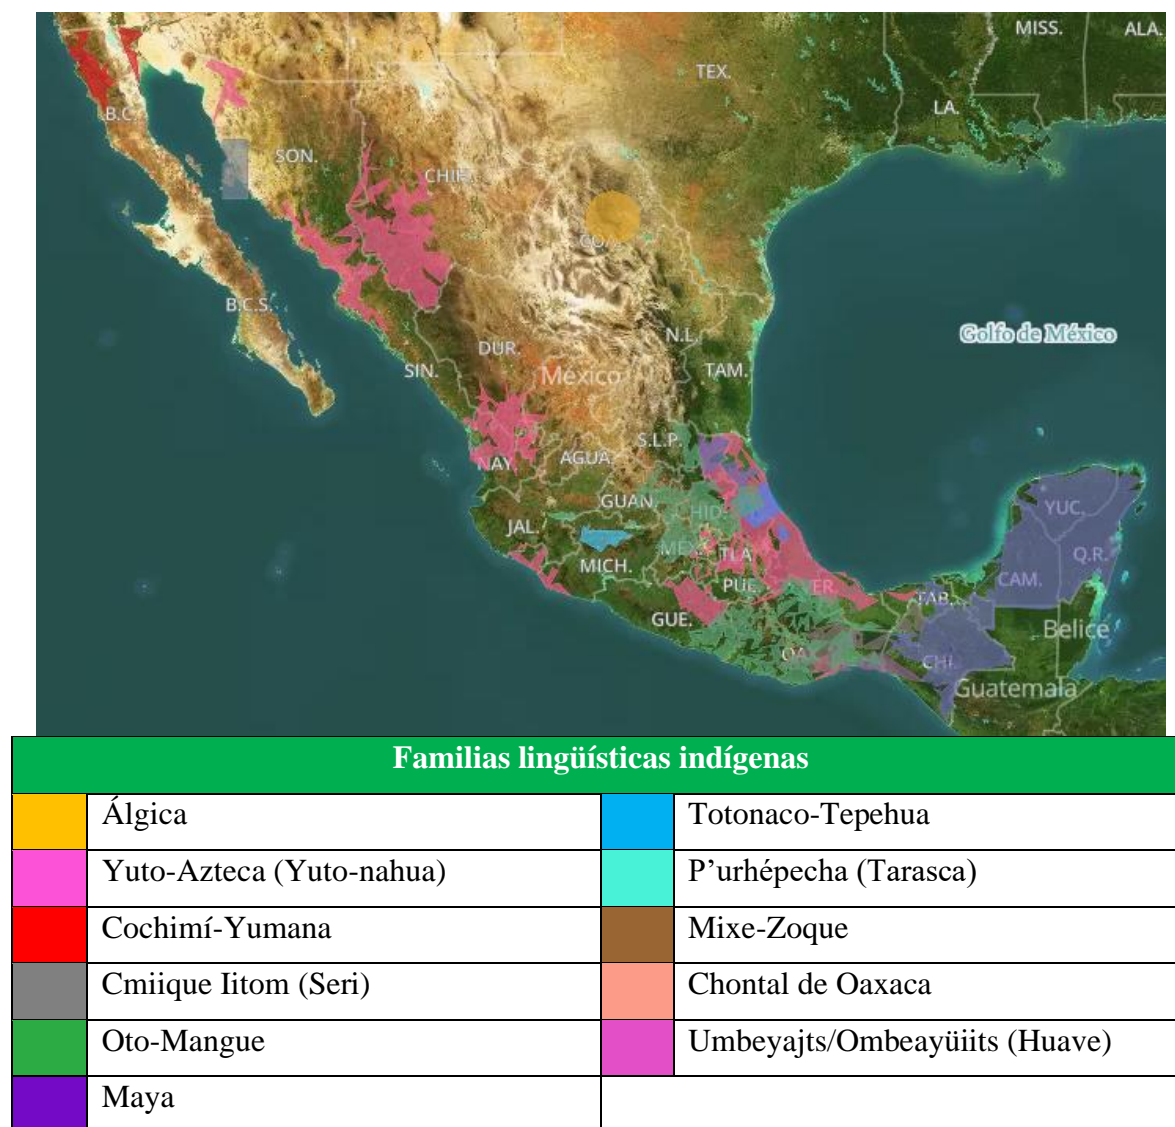 MISS.
ALA.
TEX.
LA.
B.C.
SON.
CHIH.
B.C.S.
N.L.
Golfo de México
DUR.
SIN.
México
TAM.
S.L.P.
NAY.
AGUA.
GUAN.
HID.
YUC.
JAL.
MEX.
TLA.
Q.R.
MICH.
CAM.
PUE.
TAB.
GUE.
Belice
CHI.
Guatemala
Familias lingüísticas indígenas
Álgica
Totonaco-Tepehua
Yuto-Azteca (Yuto-nahua)
P'urhépecha (Tarasca)
Cochimí-Yumana
Mixe-Zoque
Cmiique Iitom (Seri)
Chontal de Oaxaca
Oto-Mangue
Umbeyajts/Ombeayüiits (Huave)
Maya